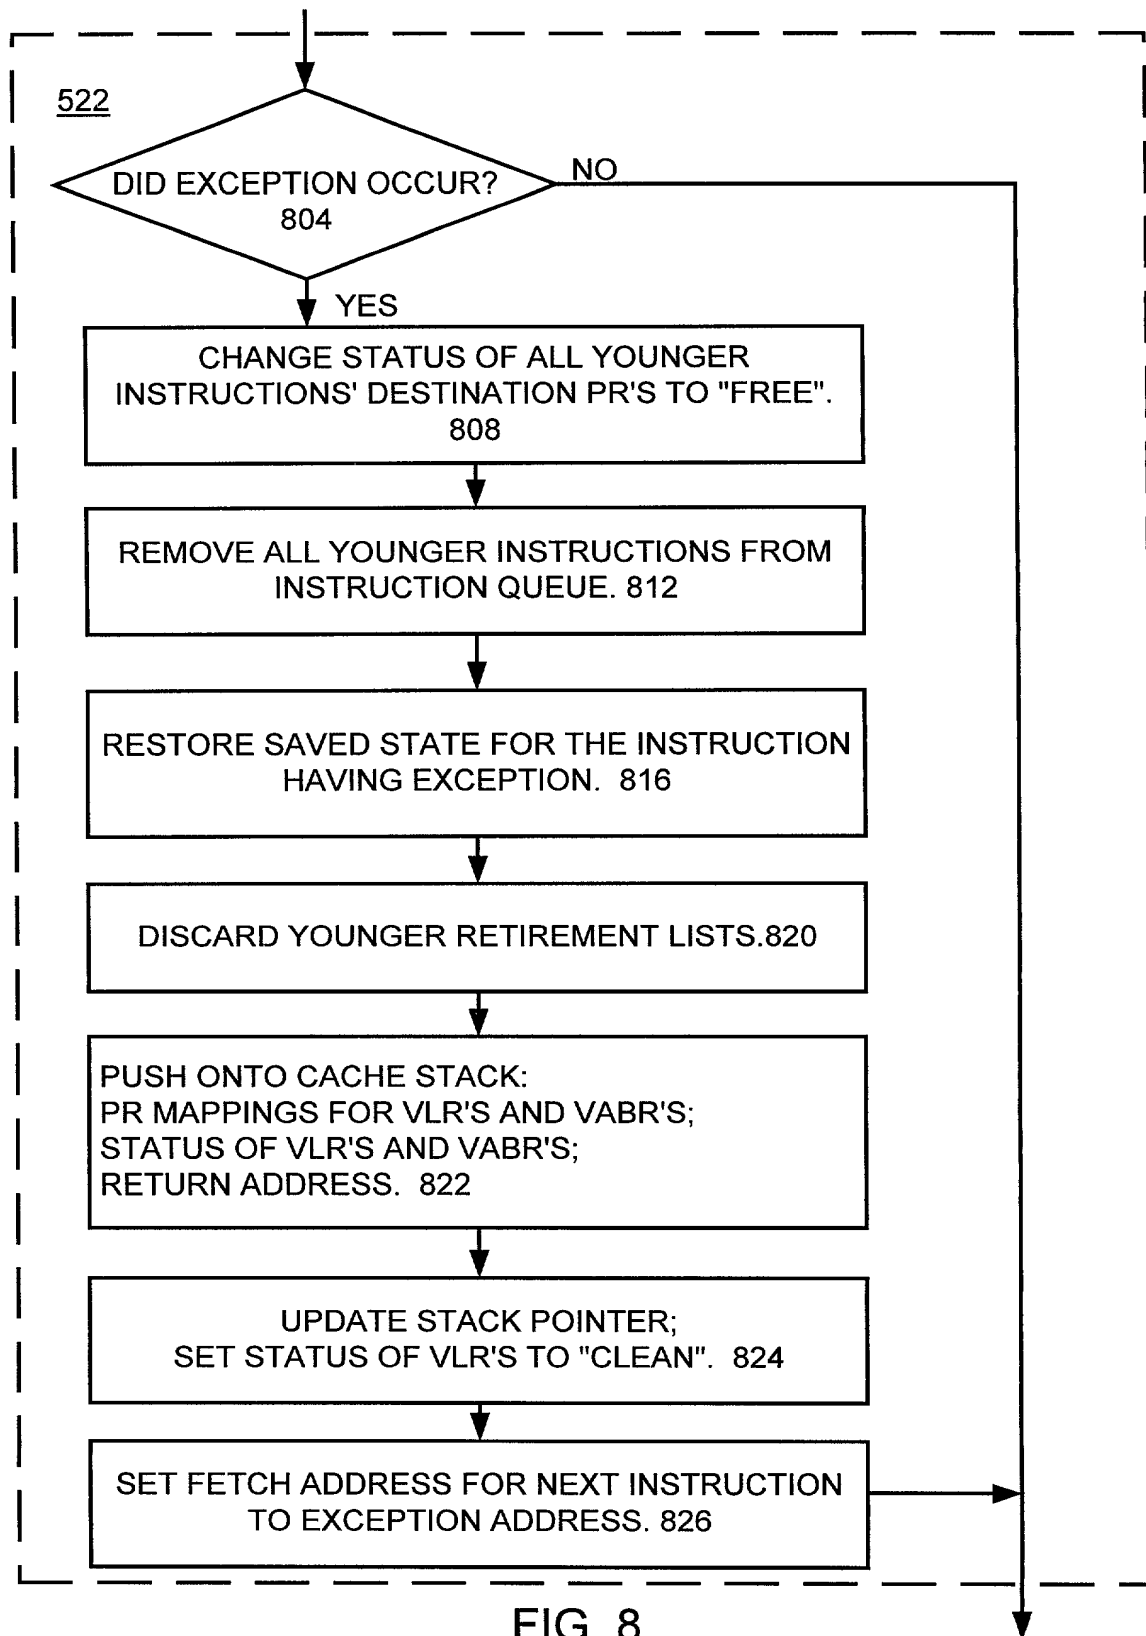 522
DID EXCEPTION OCCUR?
804
NO
YES
CHANGE STATUS OF ALL YOUNGER
INSTRUCTIONS' DESTINATION PR'S TO "FREE".
808
REMOVE ALL YOUNGER INSTRUCTIONS FROM
INSTRUCTION QUEUE. 812
RESTORE SAVED STATE FOR THE INSTRUCTION
HAVING EXCEPTION. 816
DISCARD YOUNGER RETIREMENT LISTS.820
PUSH ONTO CACHE STACK:
PR MAPPINGS FOR VLR'S AND VABR'S;
STATUS OF VLR'S AND VABR'S;
RETURN ADDRESS. 822
UPDATE STACK POINTER;
SET STATUS OF VLR'S TO "CLEAN". 824
SET FETCH ADDRESS FOR NEXT INSTRUCTION
TO EXCEPTION ADDRESS. 826
FIG. 8